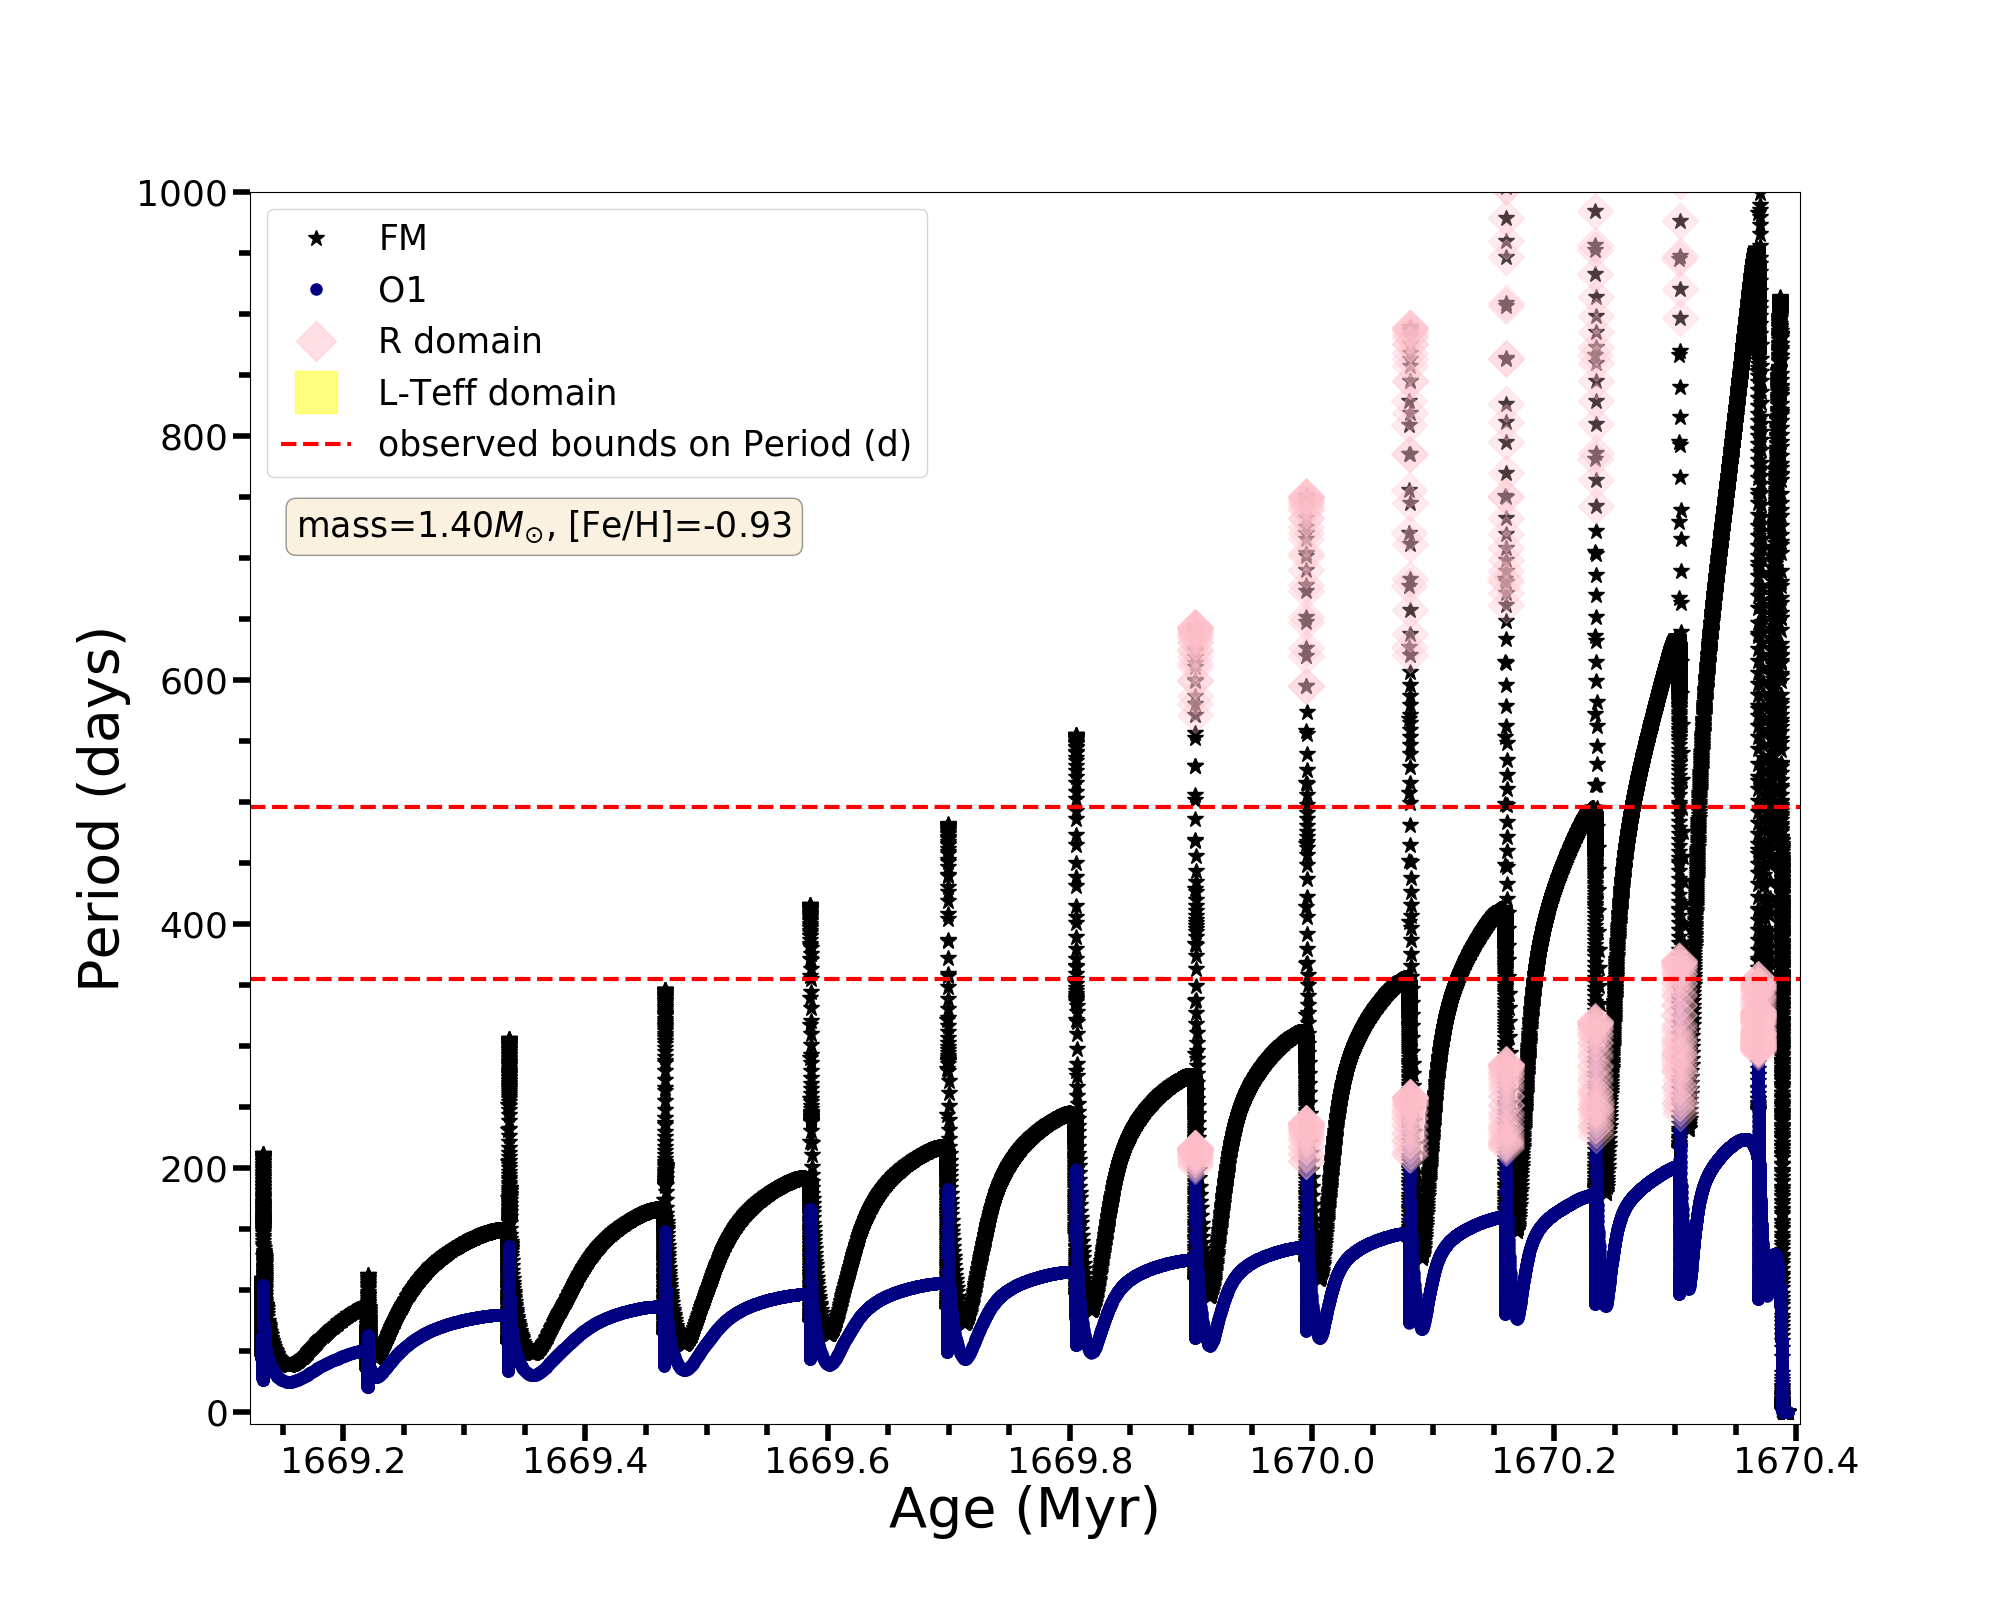 1000
800
600
400
200
0
Period (days)
FM
O1
R domain
L-Teff domain
observed bounds on Period (d)
mass=1.40M⊙, [Fe/H]=-0.93
1669.2 1669.4 1669.6 1669.8 1670.0 1670.2 1670.4
Age (Myr)